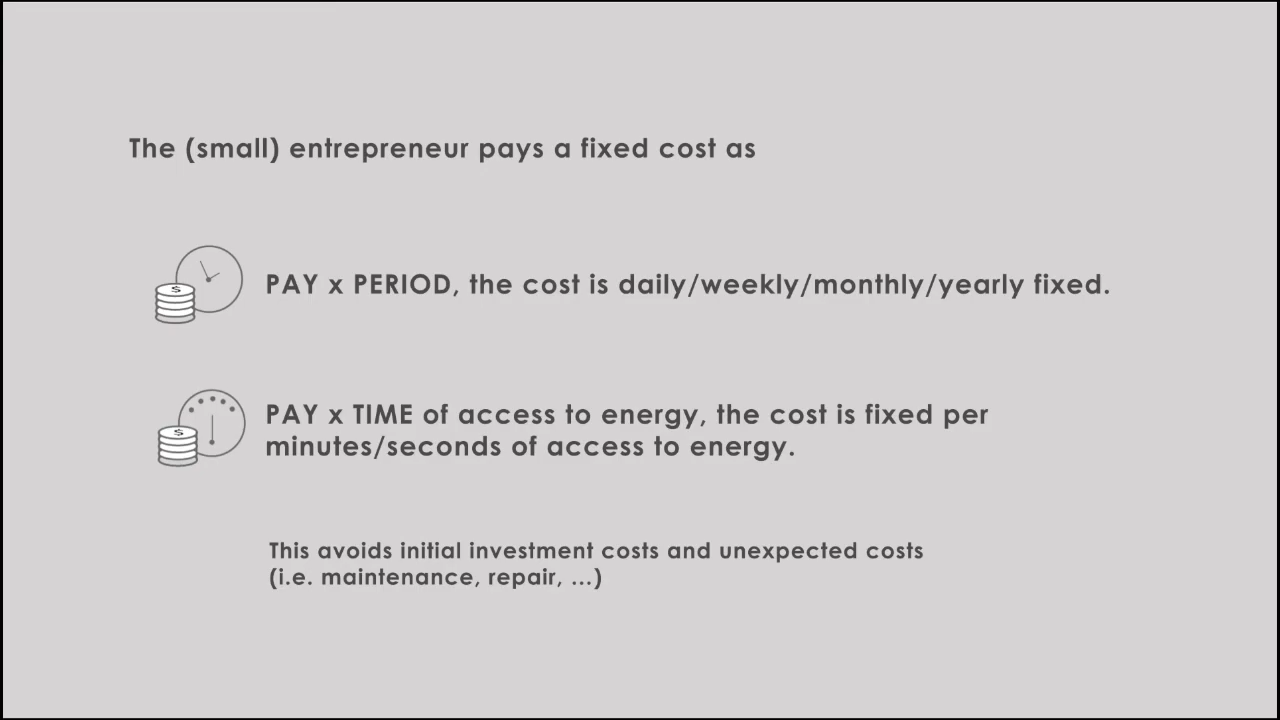 The (small) entrepreneur pays a fixed cost as
$
PAY x PERIOD, the cost is daily/weekly/monthly/yearly fixed.
$
PAY x TIME of access to energy, the cost is fixed per
minutes/seconds of access to energy.
This avoids initial investment costs and unexpected costs
(i.e. maintenance, repair, ...)